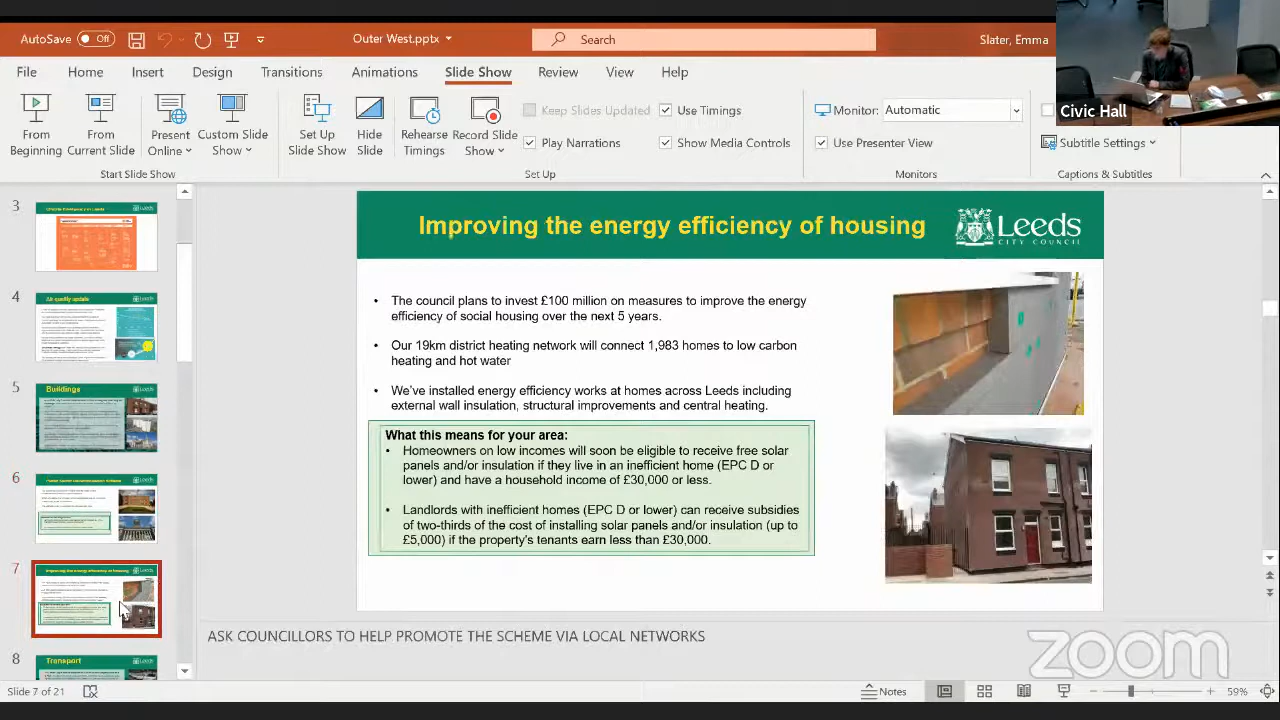 AutoSave Off
Outer West.pptx
Search
Slater, Emma
File Home Insert Design Transitions Animations Slide Show Review View Help
From Beginning
From Current Slide
Present Online
Custom Slide Show
Start Slide Show
Set Up Slide Show
Hide Slide
Rehearse Timings
Record Slide Show
Keep Slides Updated
Use Timings
Play Narrations
Show Media Controls
Set Up
Monitor: Automatic
Use Presenter View
Monitors
Subtitle Settings
Captions & Subtitles
Civic Hall
3
4
Air quality update
5
Buildings
6
7
Improving the energy efficiency of housing
8
Transport
Improving the energy efficiency of housing
Leeds
CITY COUNCIL
• The council plans to invest £100 million on measures to improve the energy
efficiency of social housing over the next 5 years.
• Our 19km district heating network will connect 1,983 homes to low carbon
heating and hot water
• We've installed energy efficiency works at homes across Leeds including
external wall insulation, structural improvements and central heating.
What this means for your area:
• Homeowners on low incomes will soon be eligible to receive free solar
panels and/or insulation if they live in an inefficient home (EPC D or
lower) and have a household income of £30,000 or less.
• Landlords with inefficient homes (EPC D or lower) can receive subsidies
of two-thirds of the cost of installing solar panels and/or insulation (up to
£5,000) if the property's tenants earn less than £30,000.
ASK COUNCILLORS TO HELP PROMOTE THE SCHEME VIA LOCAL NETWORKS
zoom
Slide 7 of 21
Notes
59%